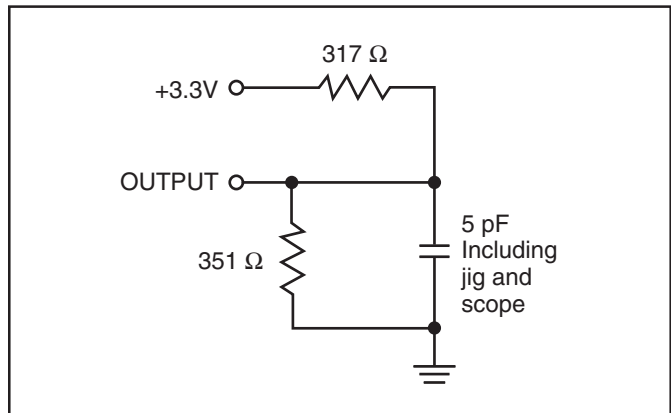 317 Ω
+3.3V
OUTPUT
351 Ω
5 pF
Including
jig and
scope